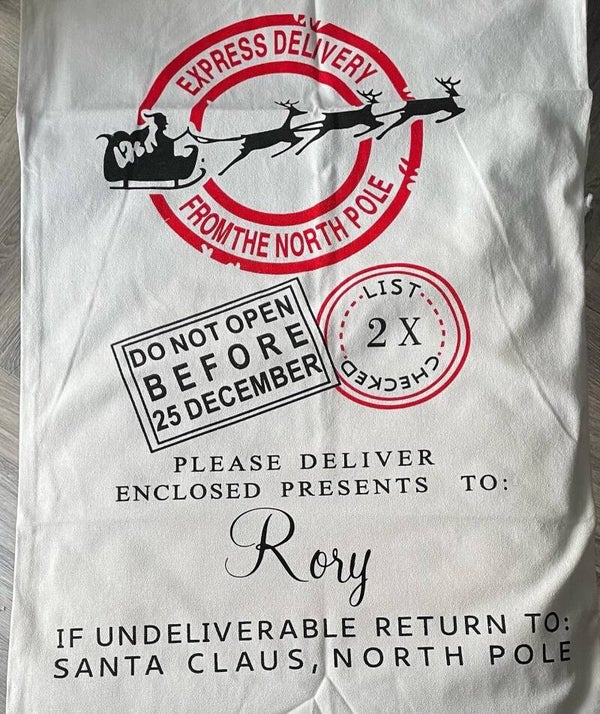 EXPRESS DELIVERY
FROM THE NORTH POLE
DO NOT OPEN
BEFORE
25 DECEMBER
LIST
2 X
CHECKED
PLEASE DELIVER
ENCLOSED PRESENTS TO:
Rory
IF UNDELIVERABLE RETURN TO:
SANTA CLAUS, NORTH POLE